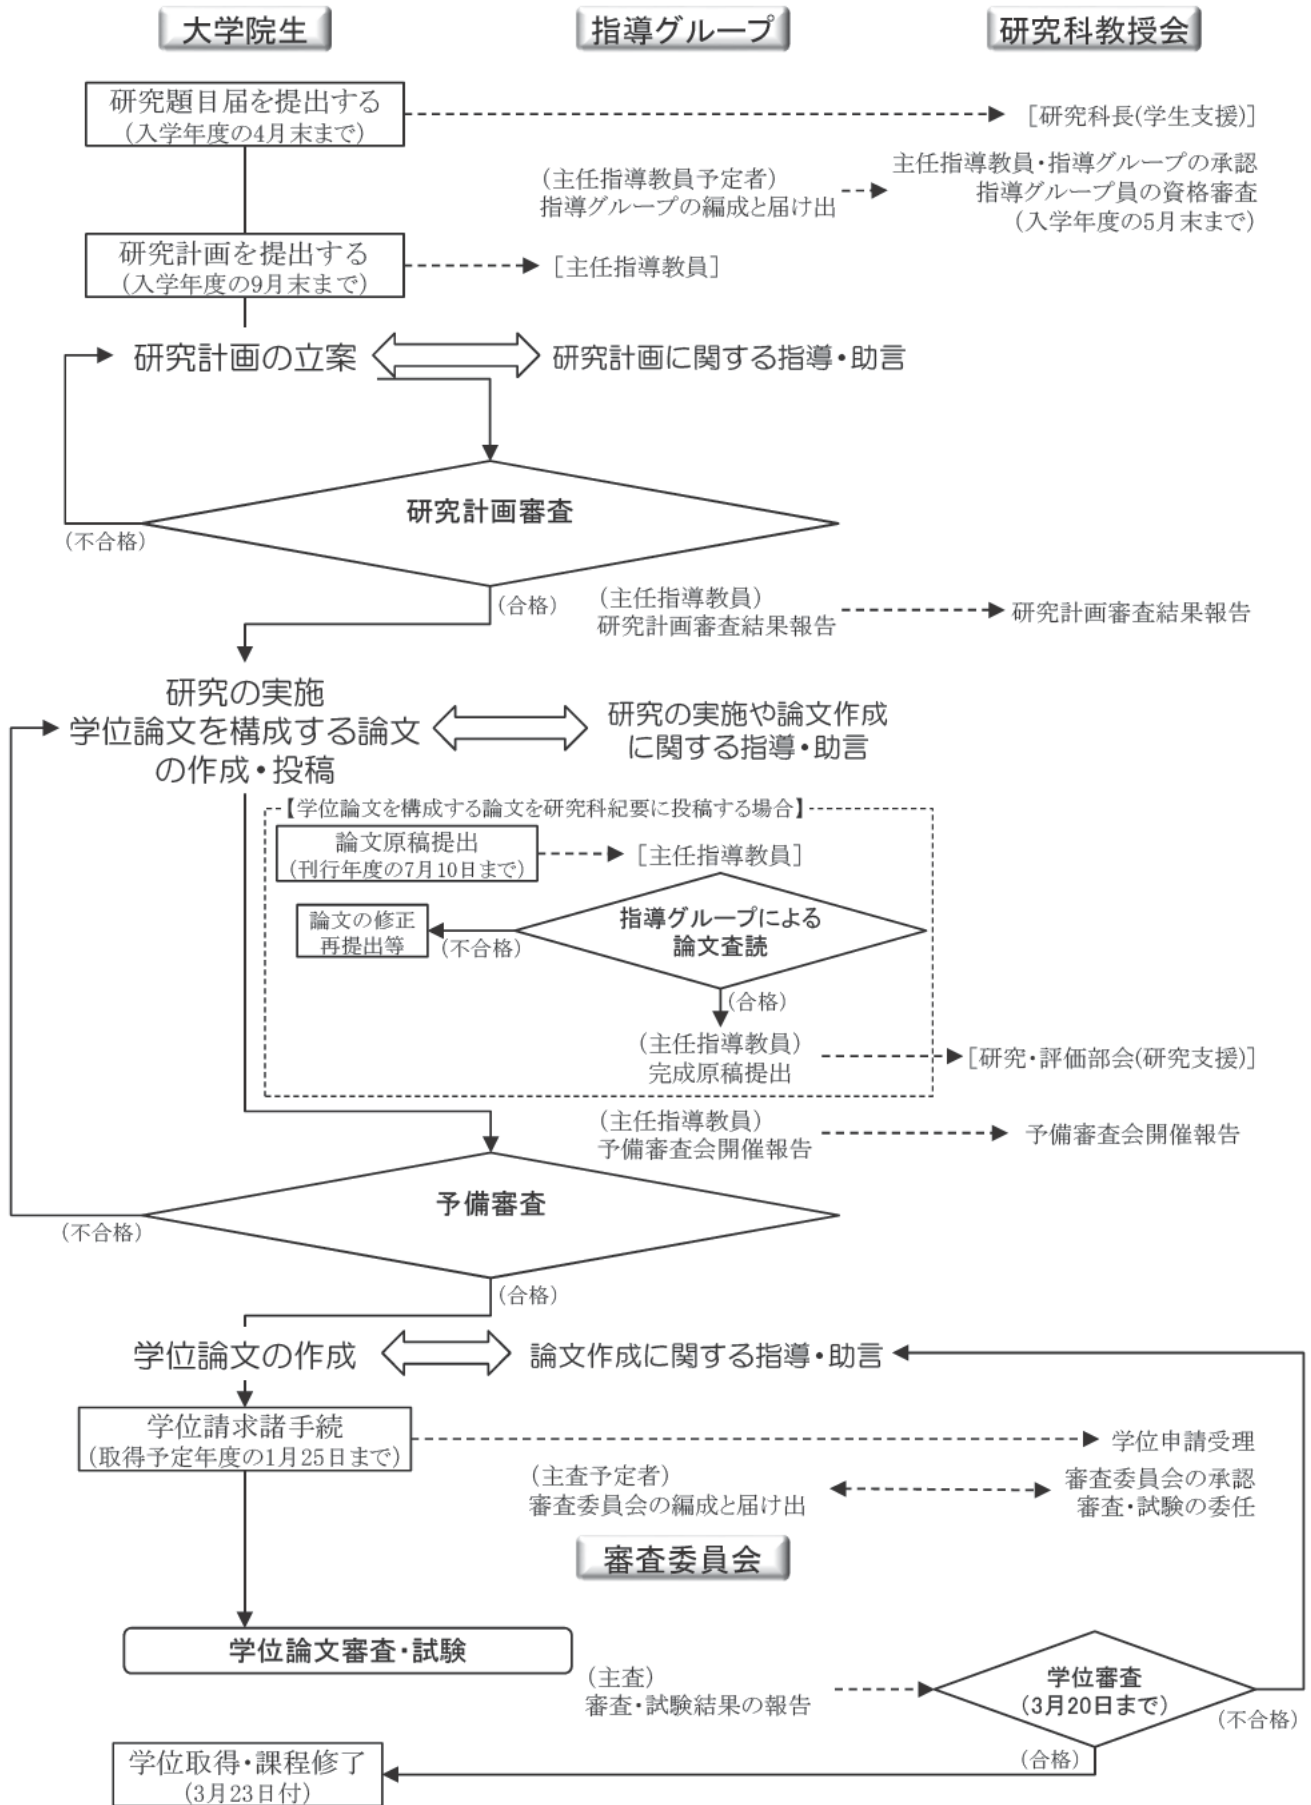 大学院生
指導グループ
研究科教授会
研究題目届を提出する
(入学年度の4月末まで)
[研究科長(学生支援)]
(主任指導教員予定者)
指導グループの編成と届け出
主任指導教員・指導グループの承認
指導グループ員の資格審査
(入学年度の5月末まで)
研究計画を提出する
(入学年度の9月末まで)
[主任指導教員]
研究計画の立案
研究計画に関する指導・助言
研究計画審査
(不合格)
(合格)
(主任指導教員)
研究計画審査結果報告
研究計画審査結果報告
研究の実施
学位論文を構成する論文
の作成・投稿
研究の実施や論文作成
に関する指導・助言
【学位論文を構成する論文を研究科紀要に投稿する場合】
論文原稿提出
(刊行年度の7月10日まで)
[主任指導教員]
指導グループによる
論文査読
論文の修正
再提出等
(不合格)
(合格)
(主任指導教員)
完成原稿提出
[研究・評価部会(研究支援)]
(主任指導教員)
予備審査会開催報告
予備審査会開催報告
予備審査
(不合格)
(合格)
学位論文の作成
論文作成に関する指導・助言
学位請求諸手続
(取得予定年度の1月25日まで)
学位申請受理
(主査予定者)
審査委員会の編成と届け出
審査委員会の承認
審査・試験の委任
審査委員会
学位論文審査・試験
(主査)
審査・試験結果の報告
学位審査
(3月20日まで)
(不合格)
(合格)
学位取得・課程修了
(3月23日付)